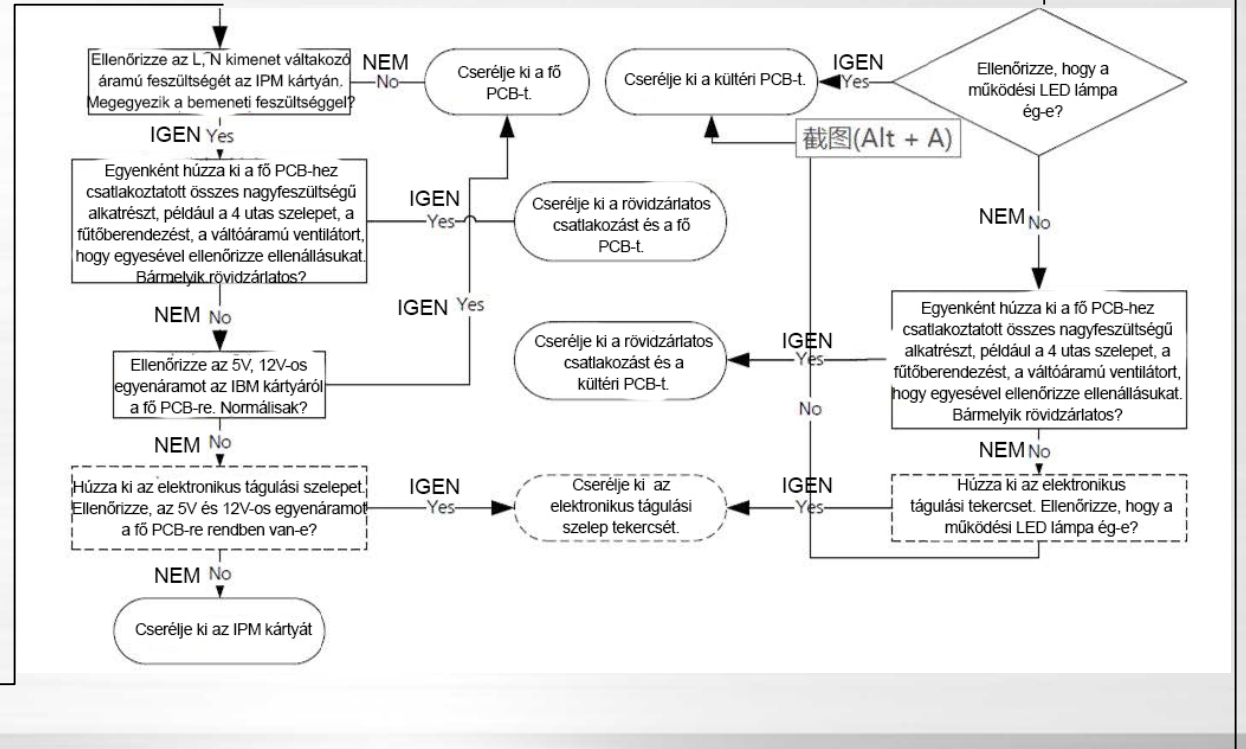 Ellenőrizze az L, N kimenet váltakozó
áramú feszültségét az IPM kártyán.
Megegyezik a bemeneti feszültséggel?
NEM
No
Cserélje ki a fő
PCB-t.
IGEN Yes
Egyenként húzza ki a fő PCB-hez
csatlakoztatott összes nagyfeszültségű
alkatrészt, például a 4 utas szelepet, a
fűtőberendezést, a váltóáramú ventilátort,
hogy egyesével ellenőrizze ellenállásukat.
Bármelyik rövidzárlatos?
IGEN
Yes
Cserélje ki a rövidzárlatos
csatlakozást és a fő
PCB-t.
NEM No
IGEN Yes
Ellenőrizze az 5V, 12V-os
egyenáramot az IBM kártyáról
a fő PCB-re. Normálisak?
NEM No
Húzza ki az elektronikus tágulási szelepet.
Ellenőrizze, az 5V és 12V-os egyenáramot
a fő PCB-re rendben van-e?
IGEN
Yes
Cserélje ki az
elektronikus tágulási
szelep tekercsét.
NEM No
Cserélje ki az IPM kártyát
Ellenőrizze, hogy a
működési LED lámpa
ég-e?
IGEN
Yes
Cserélje ki a kültéri PCB-t.
截图(Alt + A)
NEM No
Egyenként húzza ki a fő PCB-hez
csatlakoztatott összes nagyfeszültségű
alkatrészt, például a 4 utas szelepet, a
fűtőberendezést, a váltóáramú ventilátort,
hogy egyesével ellenőrizze ellenállásukat.
Bármelyik rövidzárlatos?
IGEN
Yes
Cserélje ki a rövidzárlatos
csatlakozást és a
kültéri PCB-t.
No
NEM No
Húzza ki az elektronikus
tágulási tekercset. Ellenőrizze, hogy a
működési LED lámpa ég-e?
IGEN
Yes